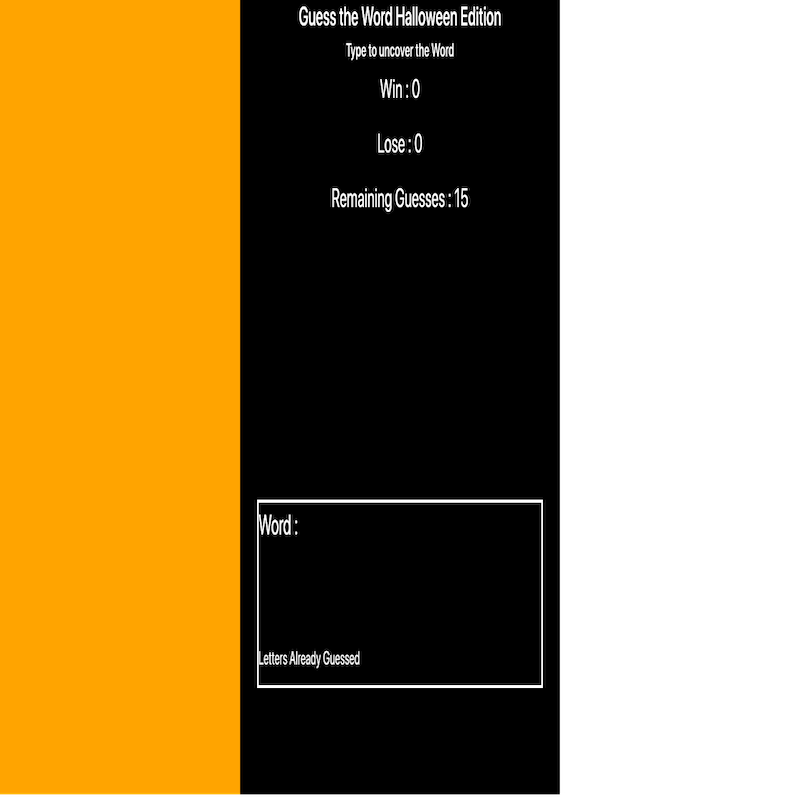 Guess the Word Halloween Edition
Type to uncover the Word
Win : 0
Lose : 0
Remaining Guesses : 15
Word :
Letters Already Guessed